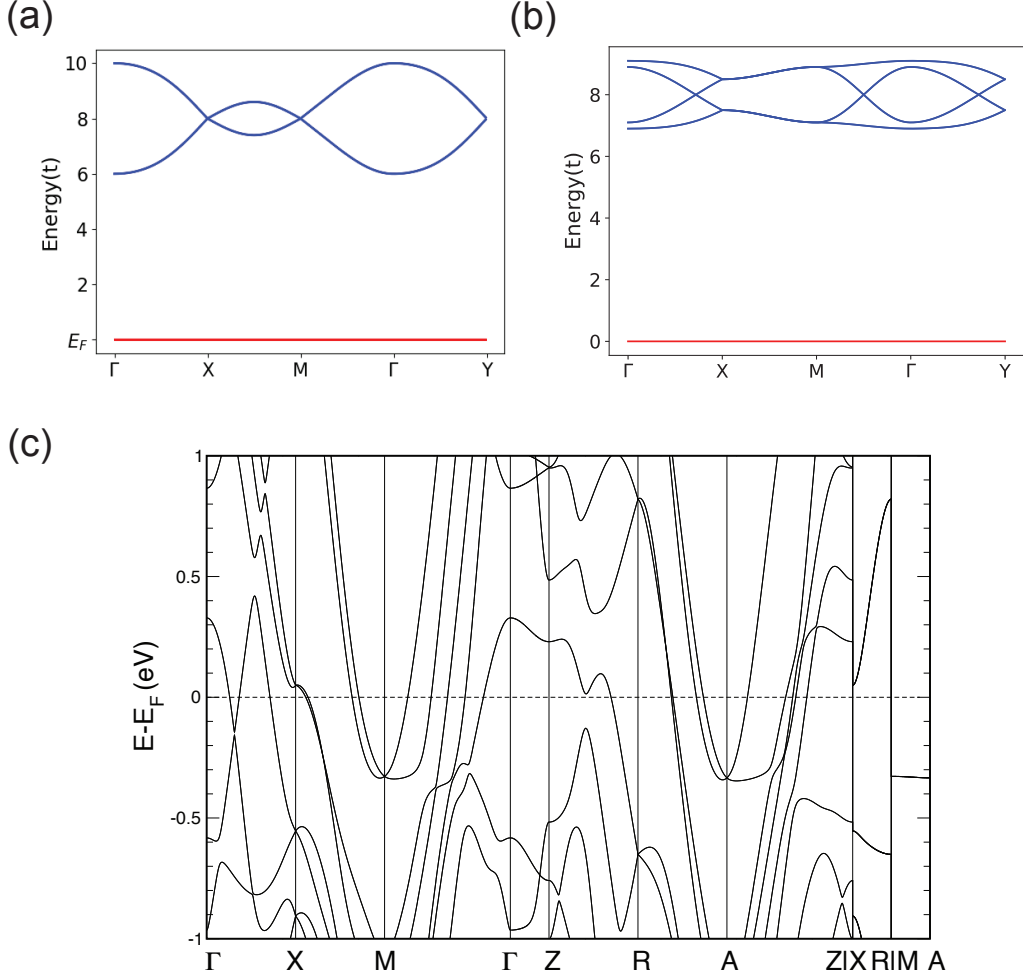 (a)
(b)
10
8
6
4
2
E_F
Energy(t)
Γ X M Γ Y
8
6
4
2
0
Energy(t)
Γ X M Γ Y
(c)
1
0.5
0
-0.5
-1
E-E_F (eV)
Γ X M Γ Z R A Z|X R|M A